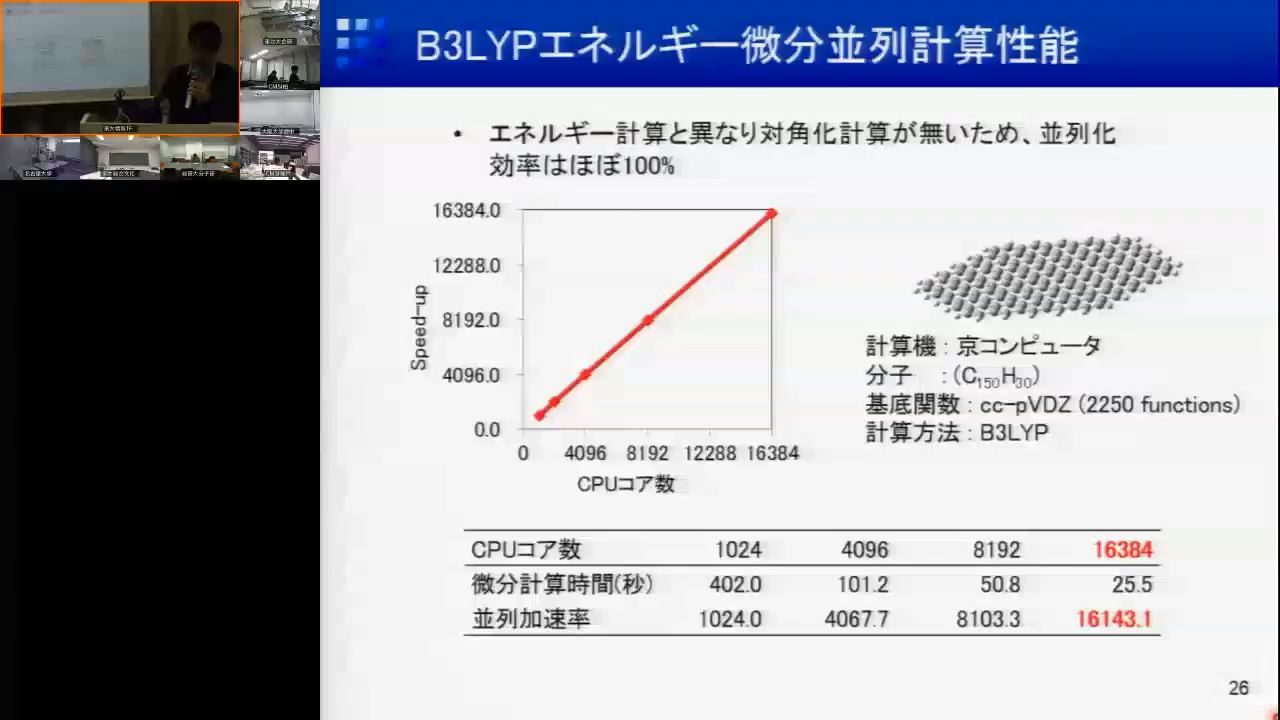 B3LYPエネルギー微分並列計算性能
• エネルギー計算と異なり対角化計算が無いため、並列化
効率はほぼ100%
16384.0
12288.0
8192.0
4096.0
0.0
Speed-up
0 4096 8192 12288 16384
CPUコア数
計算機 : 京コンピュータ
分子 : (C150H30)
基底関数 : cc-pVDZ (2250 functions)
計算方法 : B3LYP
CPUコア数 1024 4096 8192 16384
微分計算時間(秒) 402.0 101.2 50.8 25.5
並列加速率 1024.0 4067.7 8103.3 16143.1
26
名古屋大学